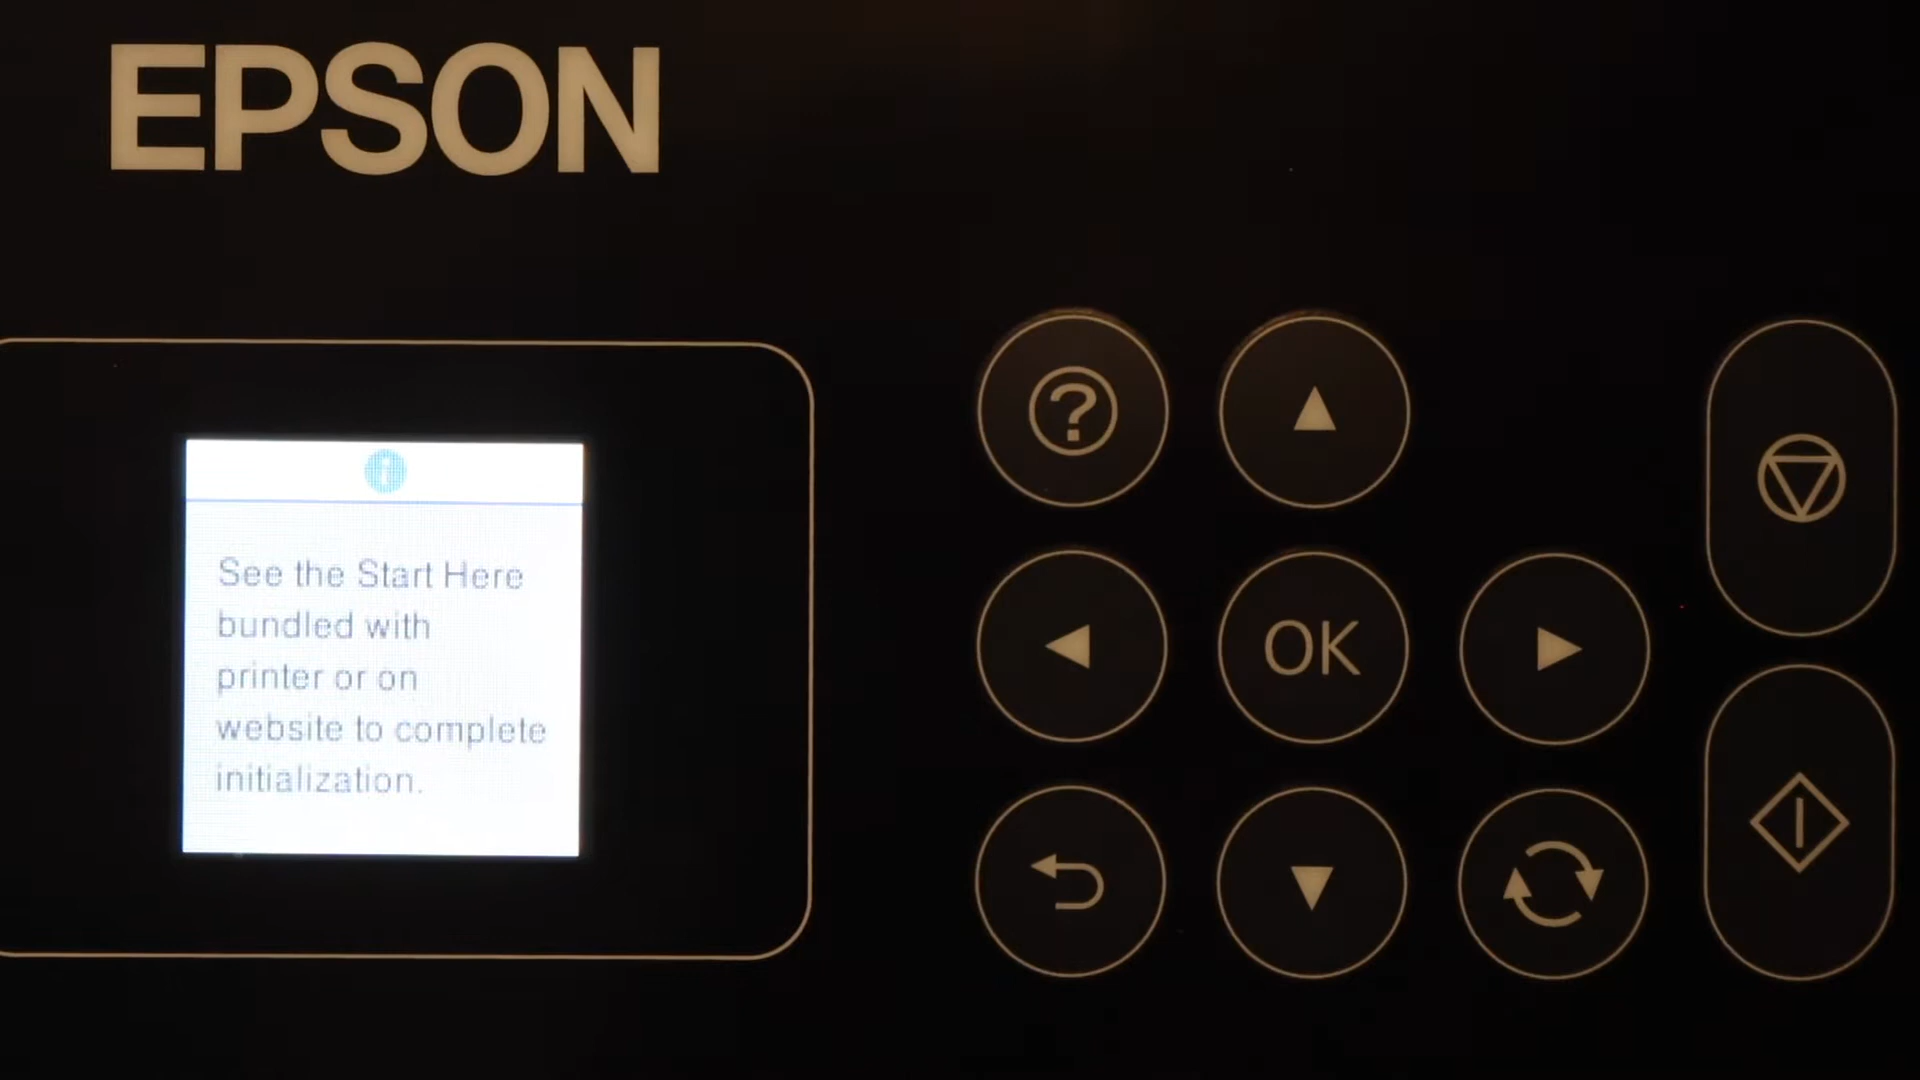 EPSON
See the Start Here
bundled with
printer or on
website to complete
initialization.
?
OK